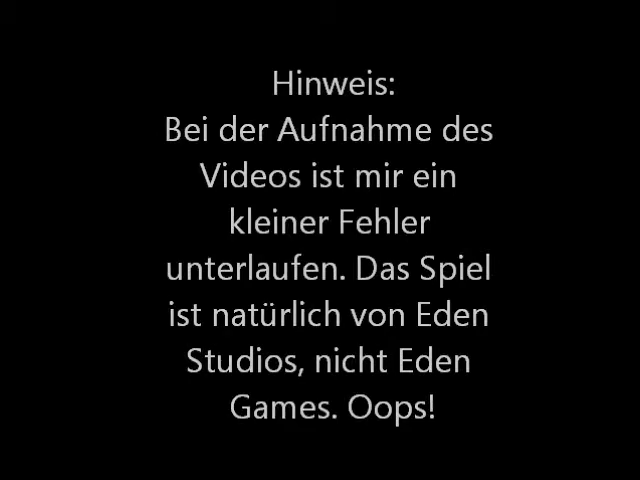 Hinweis:
Bei der Aufnahme des
Videos ist mir ein
kleiner Fehler
unterlaufen. Das Spiel
ist natürlich von Eden
Studios, nicht Eden
Games. Oops!